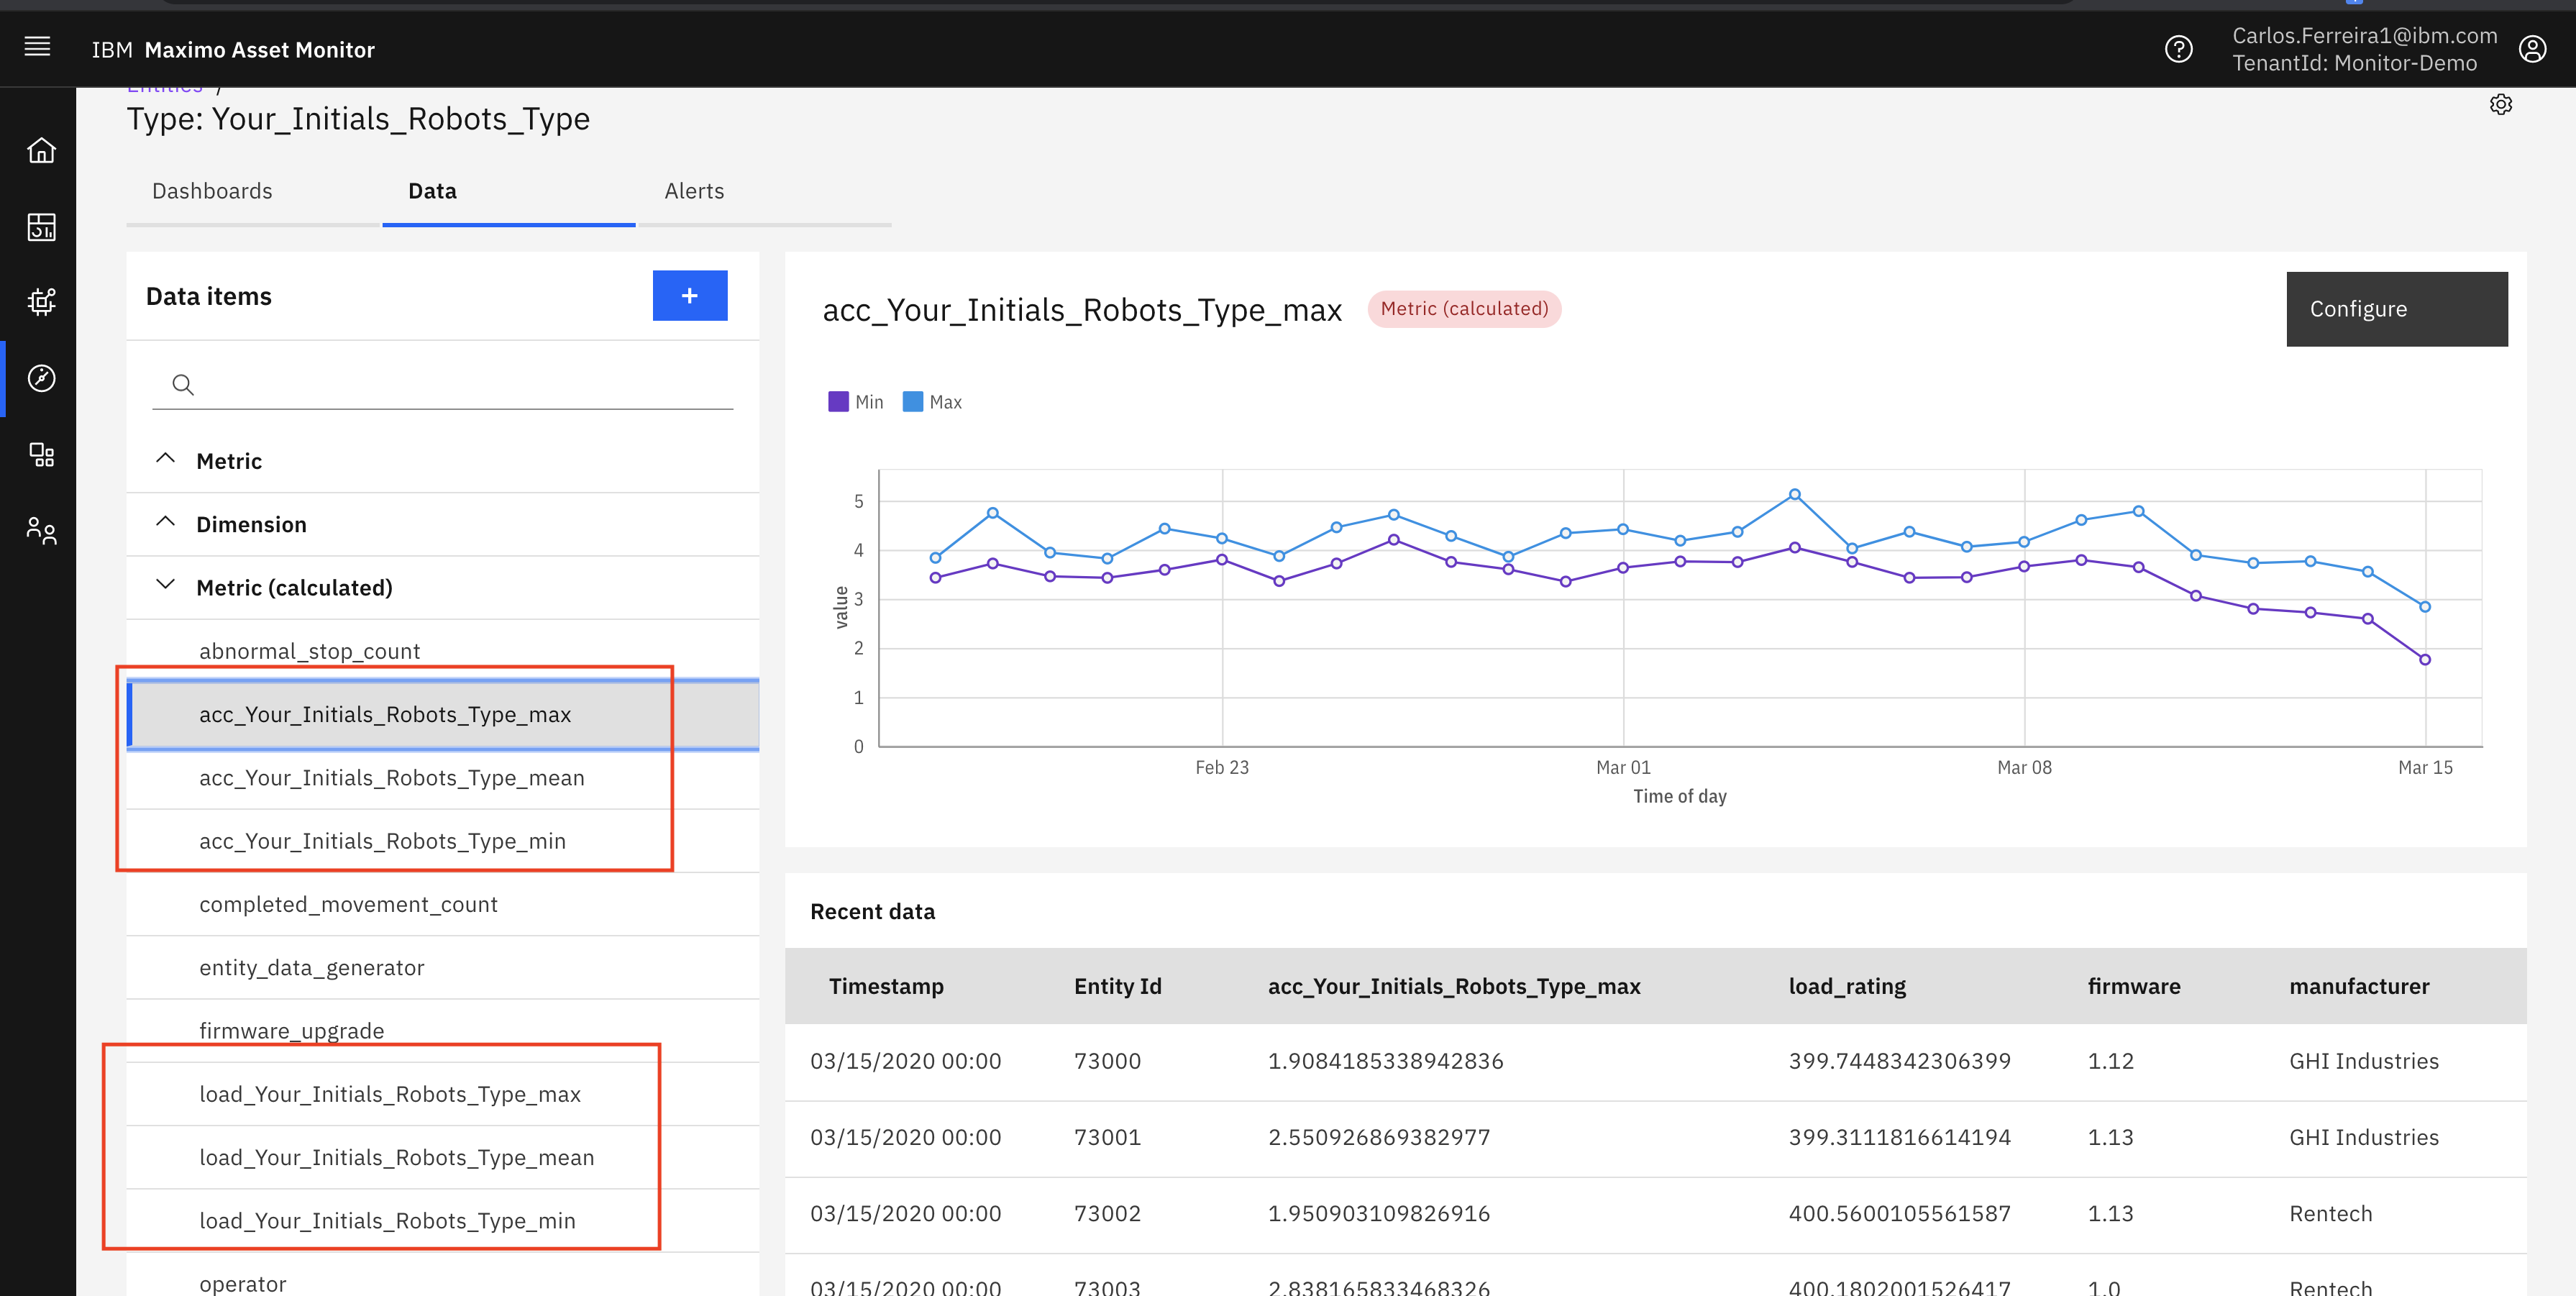 IBM Maximo Asset Monitor
Carlos.Ferreira1@ibm.com
TenantId: Monitor-Demo
Entities /
Type: Your_Initials_Robots_Type
Dashboards
Data
Alerts
Data items
+
Metric
Dimension
Metric (calculated)
abnormal_stop_count
acc_Your_Initials_Robots_Type_max
acc_Your_Initials_Robots_Type_mean
acc_Your_Initials_Robots_Type_min
completed_movement_count
entity_data_generator
firmware_upgrade
load_Your_Initials_Robots_Type_max
load_Your_Initials_Robots_Type_mean
load_Your_Initials_Robots_Type_min
operator
acc_Your_Initials_Robots_Type_max
Metric (calculated)
Configure
Min Max
5
4
3
2
1
0
value
Feb 23 Mar 01 Mar 08 Mar 15
Time of day
Recent data
Timestamp Entity Id acc_Your_Initials_Robots_Type_max load_rating firmware manufacturer
03/15/2020 00:00 73000 1.9084185338942836 399.7448342306399 1.12 GHI Industries
03/15/2020 00:00 73001 2.550926869382977 399.3111816614194 1.13 GHI Industries
03/15/2020 00:00 73002 1.950903109826916 400.5600105561587 1.13 Rentech
03/15/2020 00:00 73003 2.838165833468326 400.1802001526417 1.0 Rentech